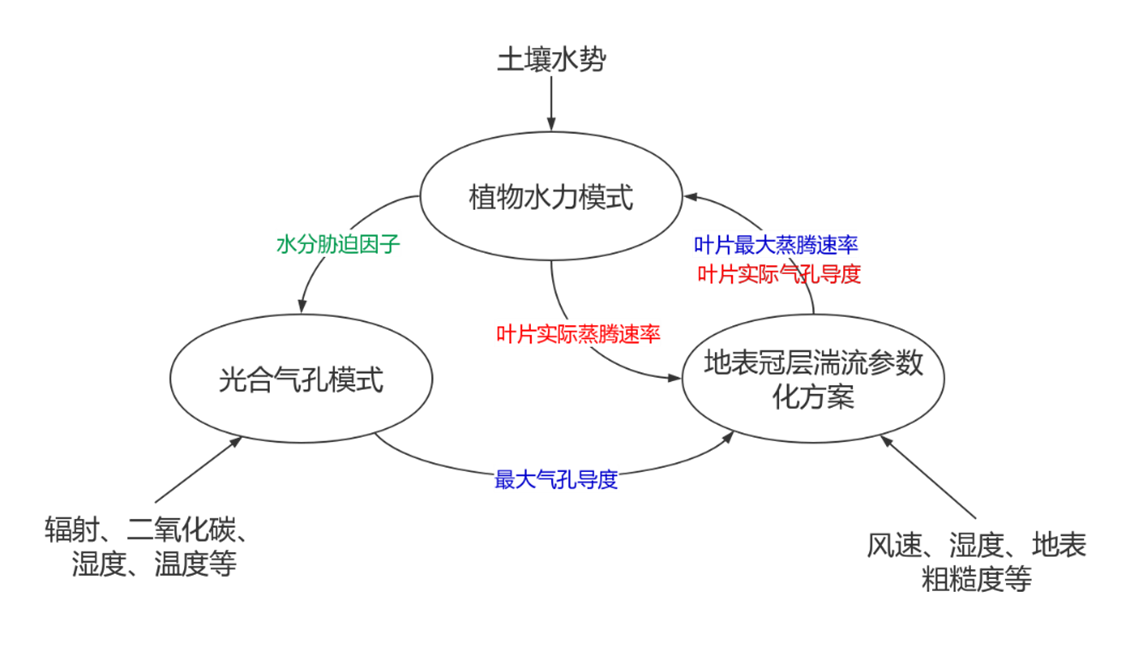 土壤水势
植物水力模式
水分胁迫因子
叶片最大蒸腾速率
叶片实际气孔导度
叶片实际蒸腾速率
光合气孔模式
地表冠层湍流参数
化方案
最大气孔导度
辐射、二氧化碳、
湿度、温度等
风速、湿度、地表
粗糙度等